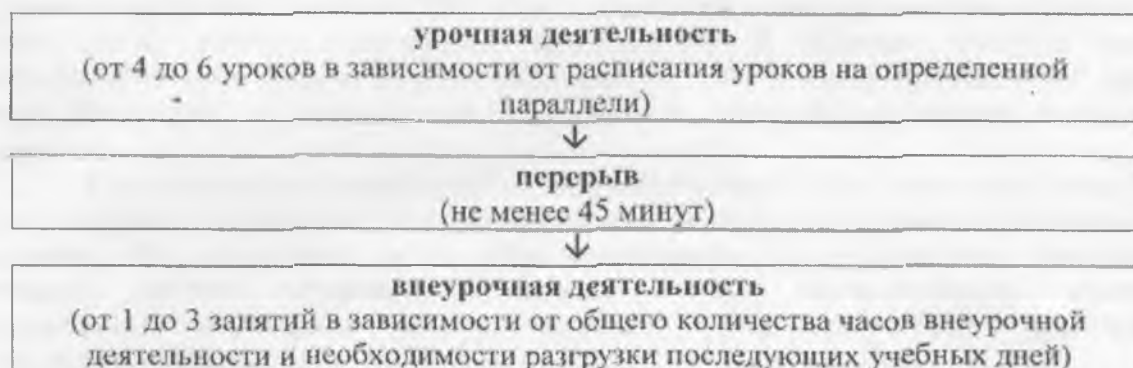 урочная деятельность
(от 4 до 6 уроков в зависимости от расписания уроков на определенной
параллели)
перерыв
(не менее 45 минут)
внеурочная деятельность
(от 1 до 3 занятий в зависимости от общего количества часов внеурочной
деятельности и необходимости разгрузки последующих учебных дней)